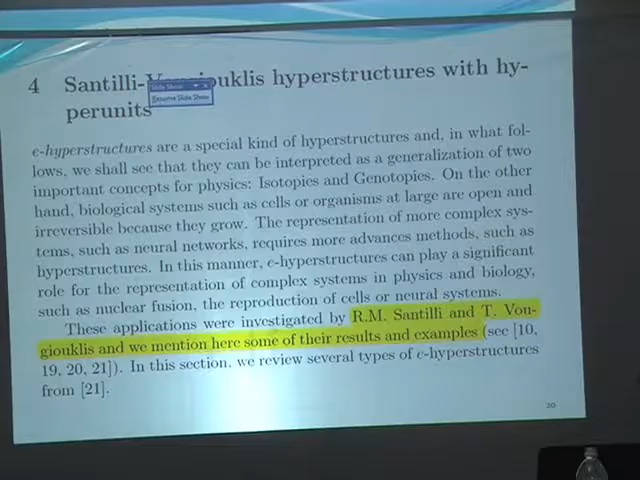 4 Santilli-V ouklis hyperstructures with hy-
perunits
Slide Show
Resume Slide Show
e-hyperstructures are a special kind of hyperstructures and, in what fol-
lows, we shall see that they can be interpreted as a generalization of two
important concepts for physics: Isotopies and Genotopies. On the other
hand, biological systems such as cells or organisms at large are open and
irreversible because they grow. The representation of more complex sys-
tems, such as neural networks, requires more advances methods, such as
hyperstructures. In this manner, e-hyperstructures can play a significant
role for the representation of complex systems in physics and biology,
such as nuclear fusion, the reproduction of cells or neural systems.
These applications were investigated by R.M. Santilli and T. Vou-
giouklis and we mention here some of their results and examples (see [10,
19, 20, 21]). In this section, we review several types of e-hyperstructures
from [21].
20